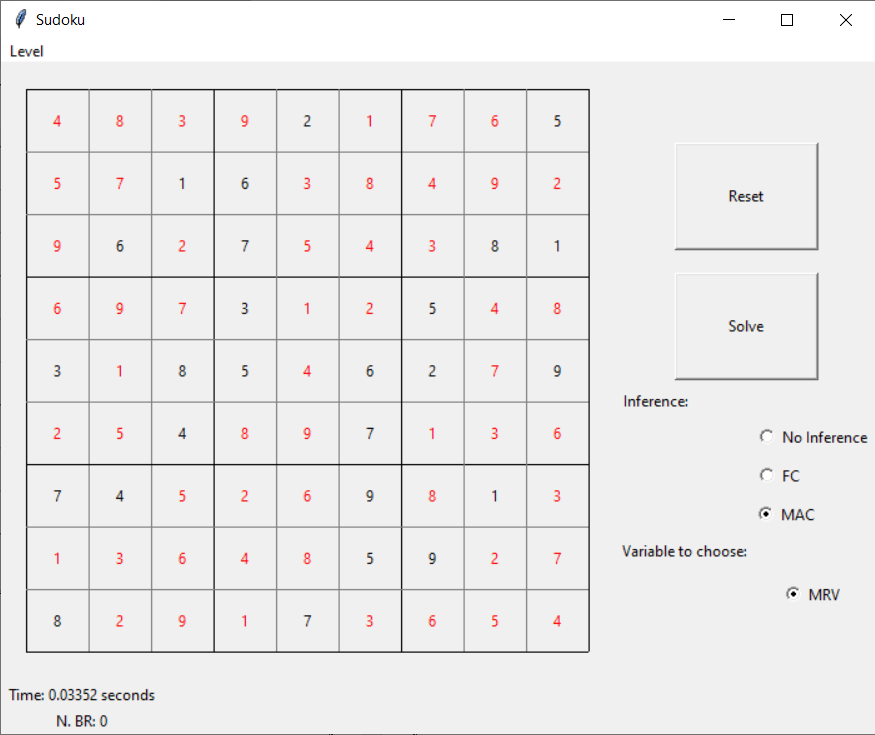 Sudoku
Level
4 8 3 9 2 1 7 6 5
5 7 1 6 3 8 4 9 2
9 6 2 7 5 4 3 8 1
6 9 7 3 1 2 5 4 8
3 1 8 5 4 6 2 7 9
2 5 4 8 9 7 1 3 6
7 4 5 2 6 9 8 1 3
1 3 6 4 8 5 9 2 7
8 2 9 1 7 3 6 5 4
Reset
Solve
Inference:
No Inference
FC
MAC
Variable to choose:
MRV
Time: 0.03352 seconds
N. BR: 0